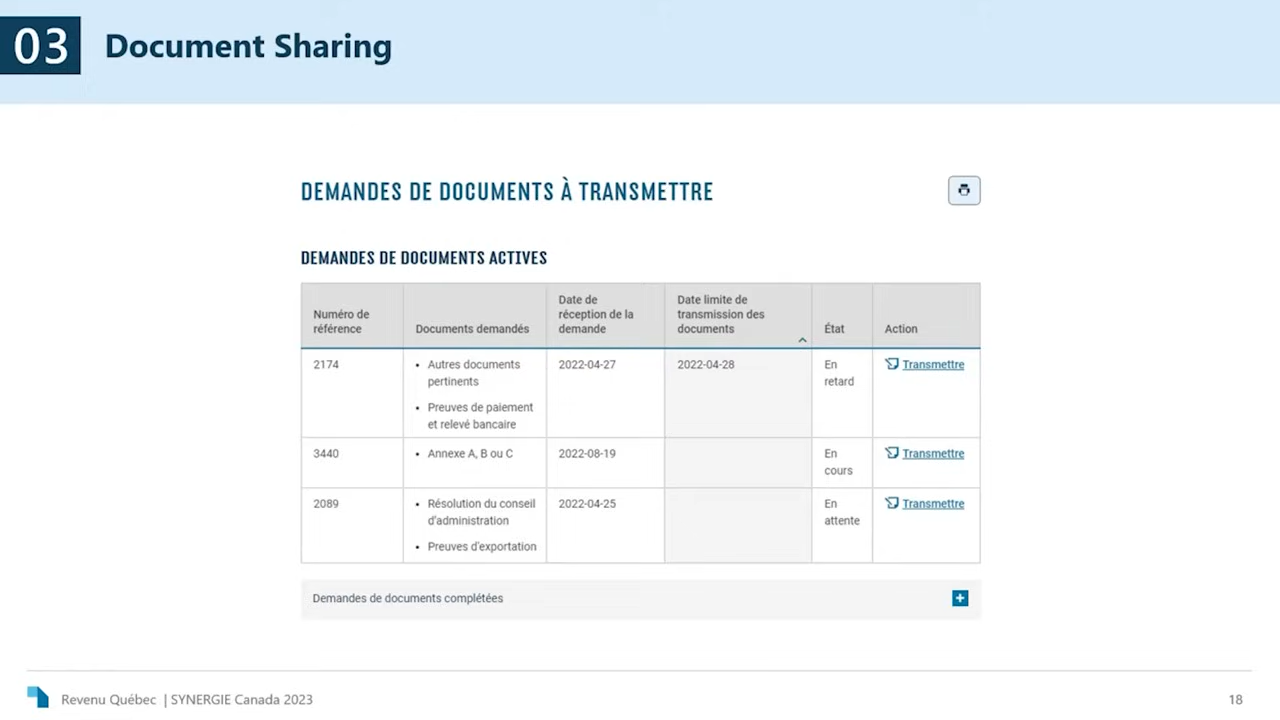 03 Document Sharing
DEMANDES DE DOCUMENTS À TRANSMETTRE
DEMANDES DE DOCUMENTS ACTIVES
Numéro de référence
Documents demandés
Date de réception de la demande
Date limite de transmission des documents
État
Action
2174
• Autres documents pertinents
• Preuves de paiement et relevé bancaire
2022-04-27
2022-04-28
En retard
Transmettre
3440
• Annexe A, B ou C
2022-08-19
En cours
Transmettre
2089
• Résolution du conseil d'administration
• Preuves d'exportation
2022-04-25
En attente
Transmettre
Demandes de documents complétées
Revenu Québec | SYNERGIE Canada 2023
18